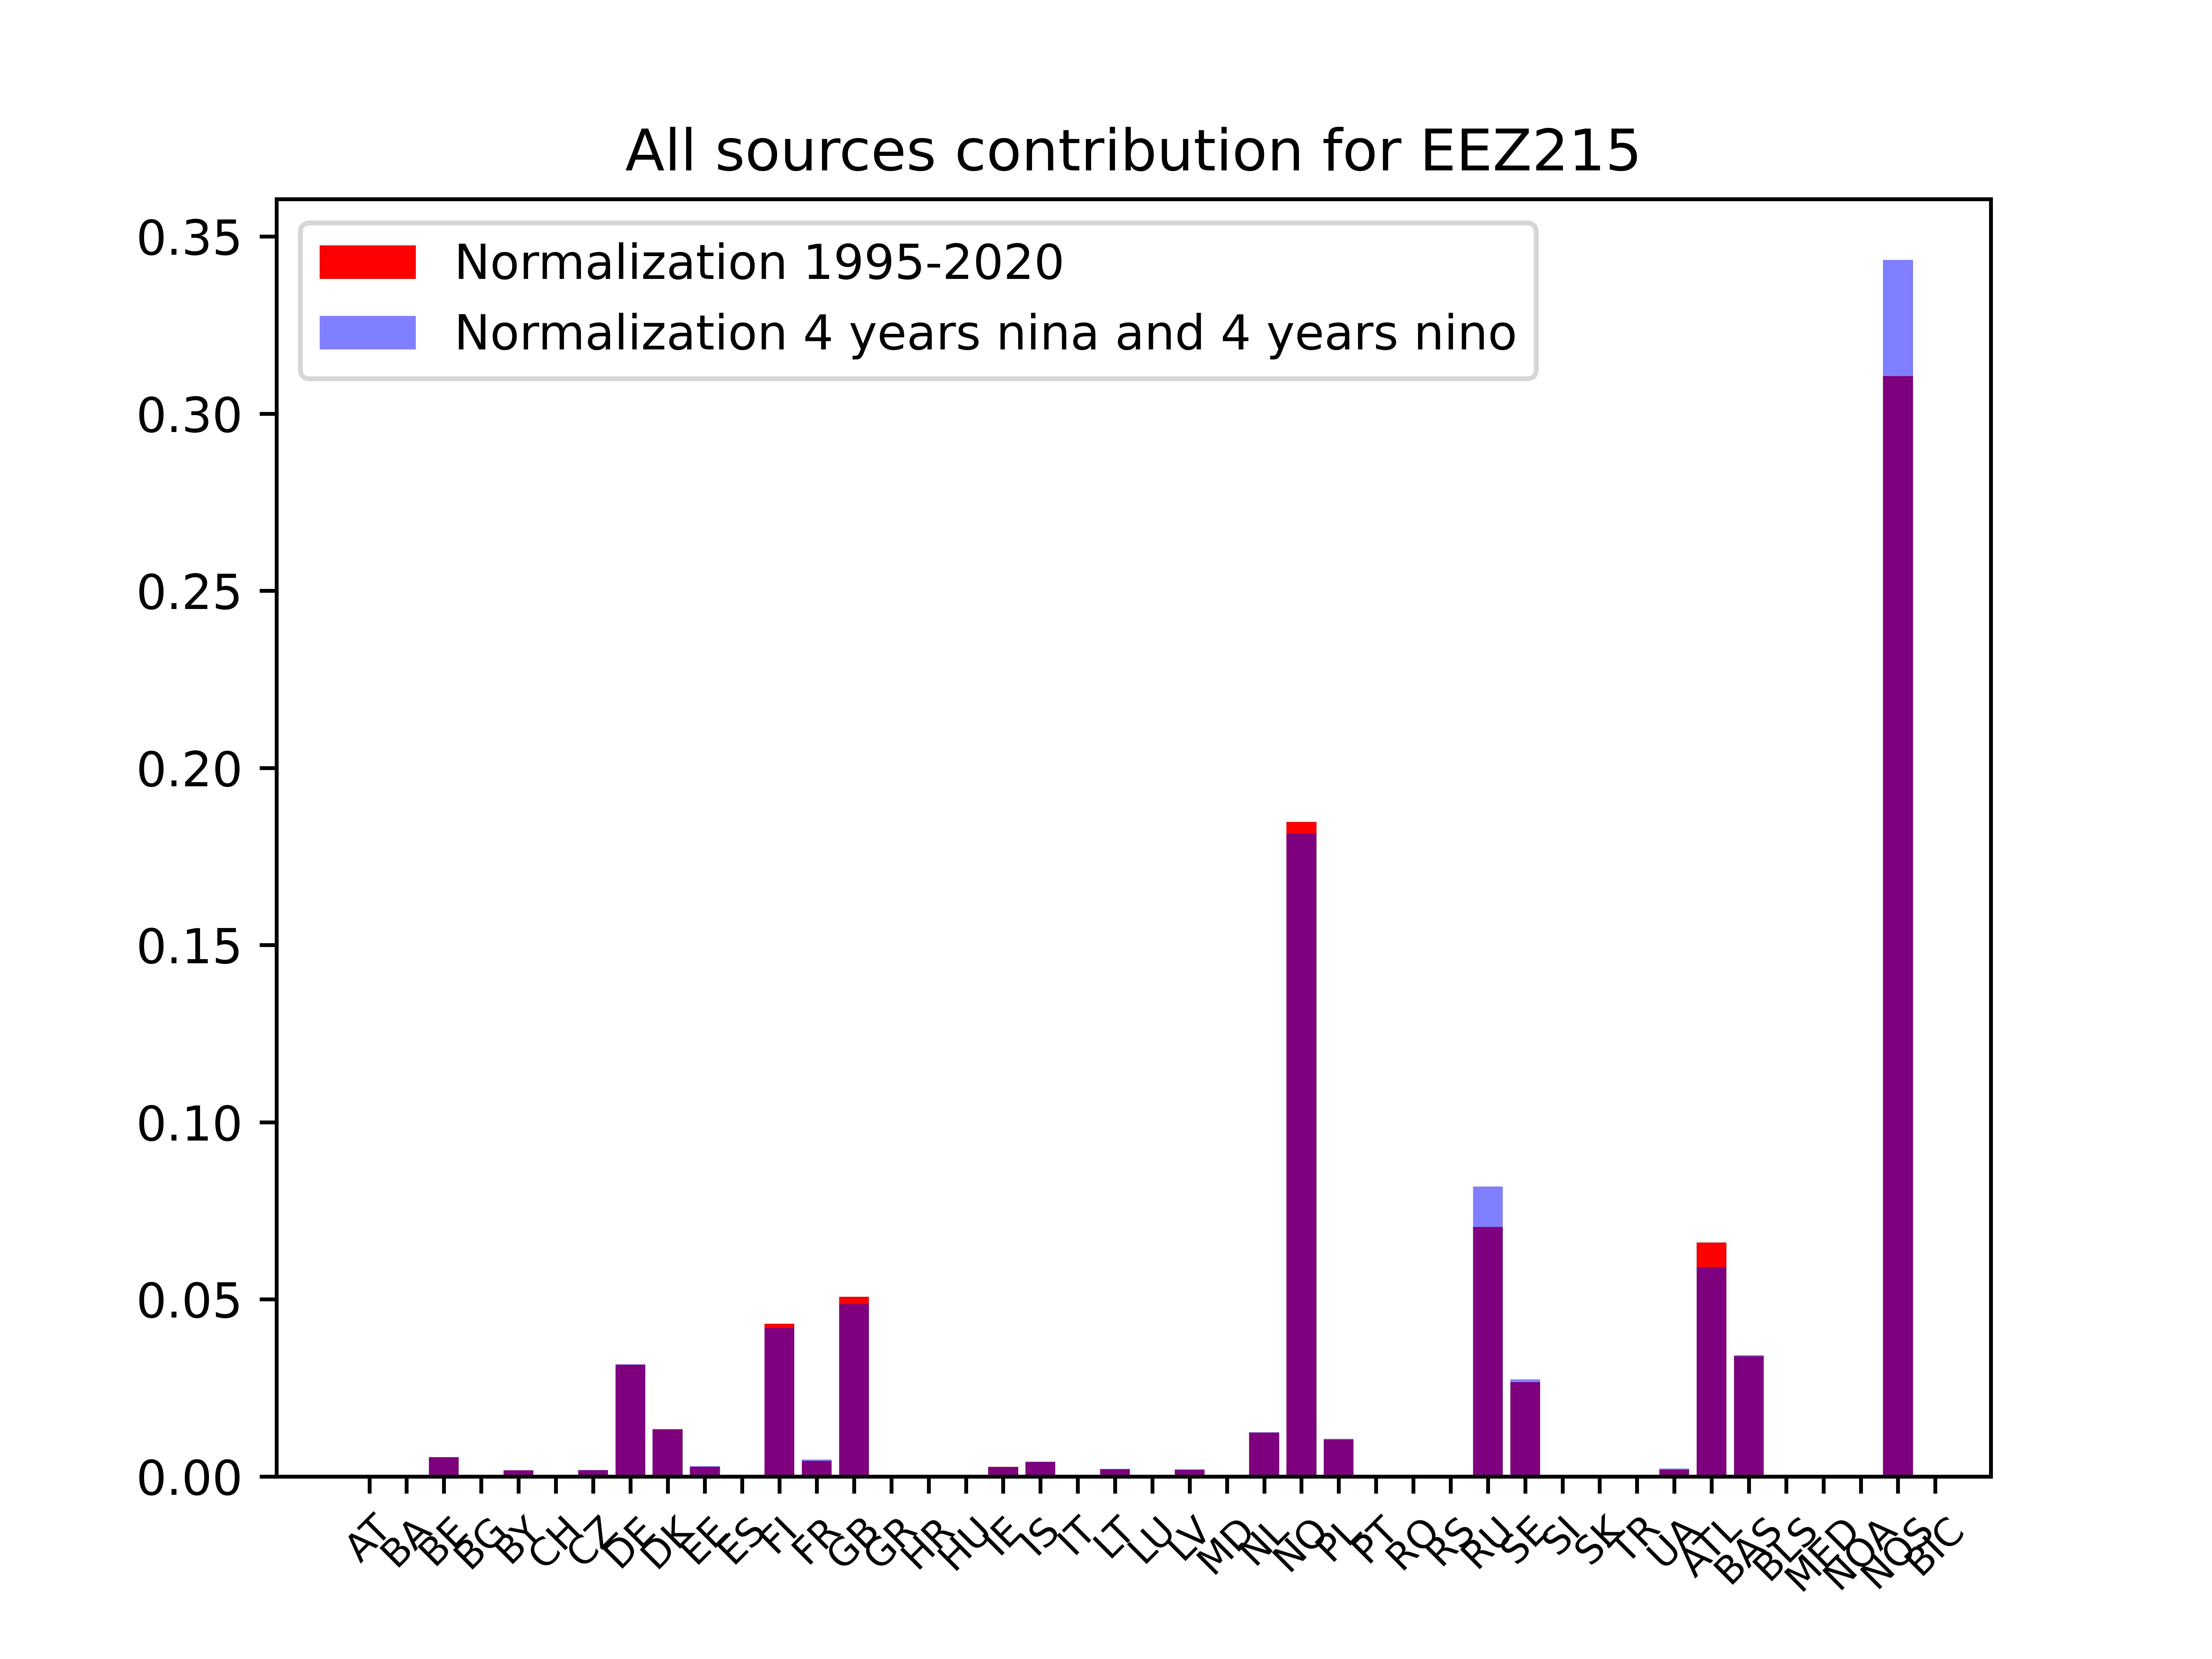 All sources contribution for EEZ215
Normalization 1995-2020
Normalization 4 years nina and 4 years nino
0.35
0.30
0.25
0.20
0.15
0.10
0.05
0.00
AT BA BE BG BY CH CZ DE DK EE ES FI FR GB GR HR HU IE IS IT LT LU LV MD NL NO PL PT RO RS RU SE SI SK TR UA ATL BAS BLS MED NOA NOS BIC